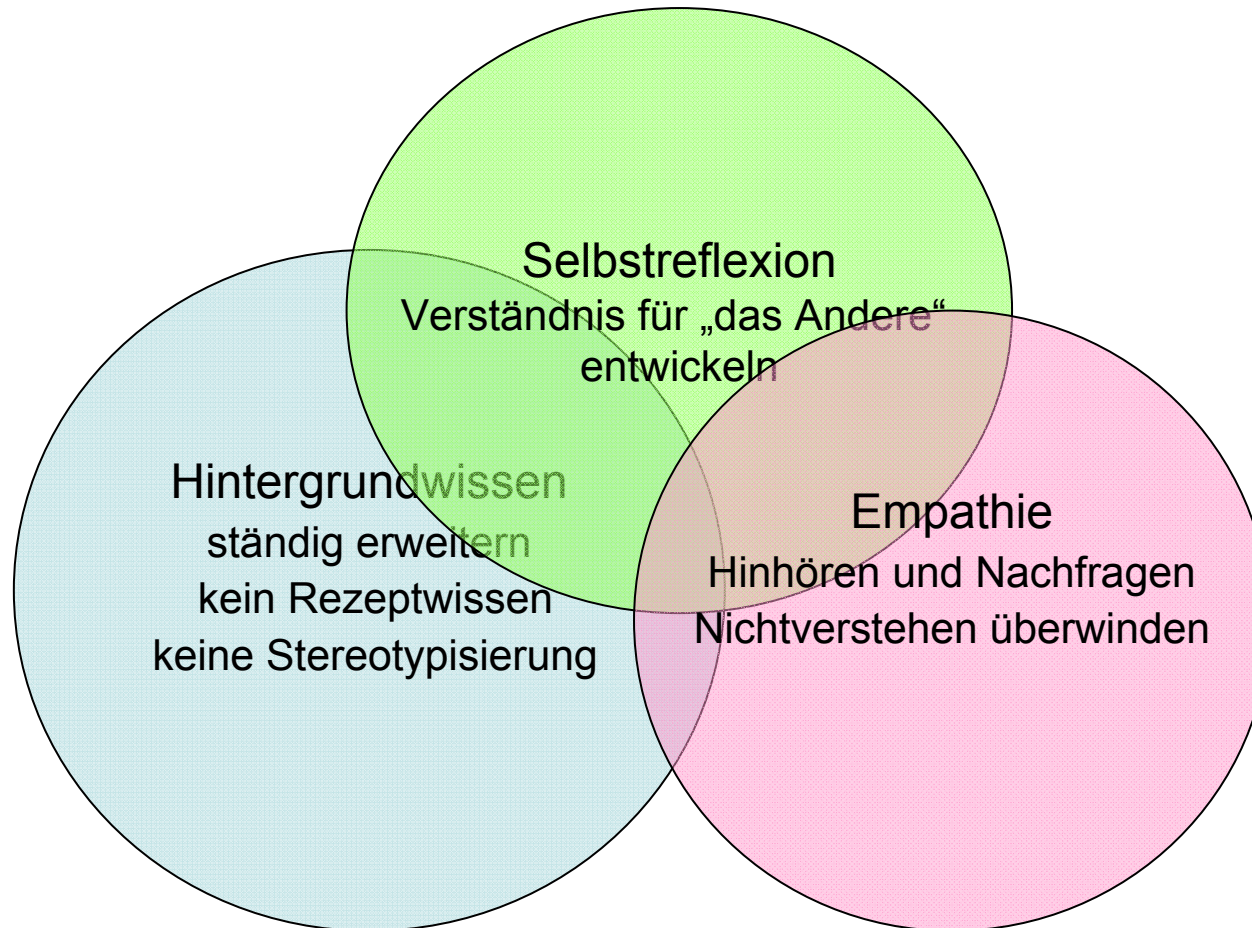 Selbstreflexion
Verständnis für „das Andere“
entwickeln
Hintergrundwissen
ständig erweitern
kein Rezeptwissen
keine Stereotypisierung
Empathie
Hinhören und Nachfragen
Nichtverstehen überwinden